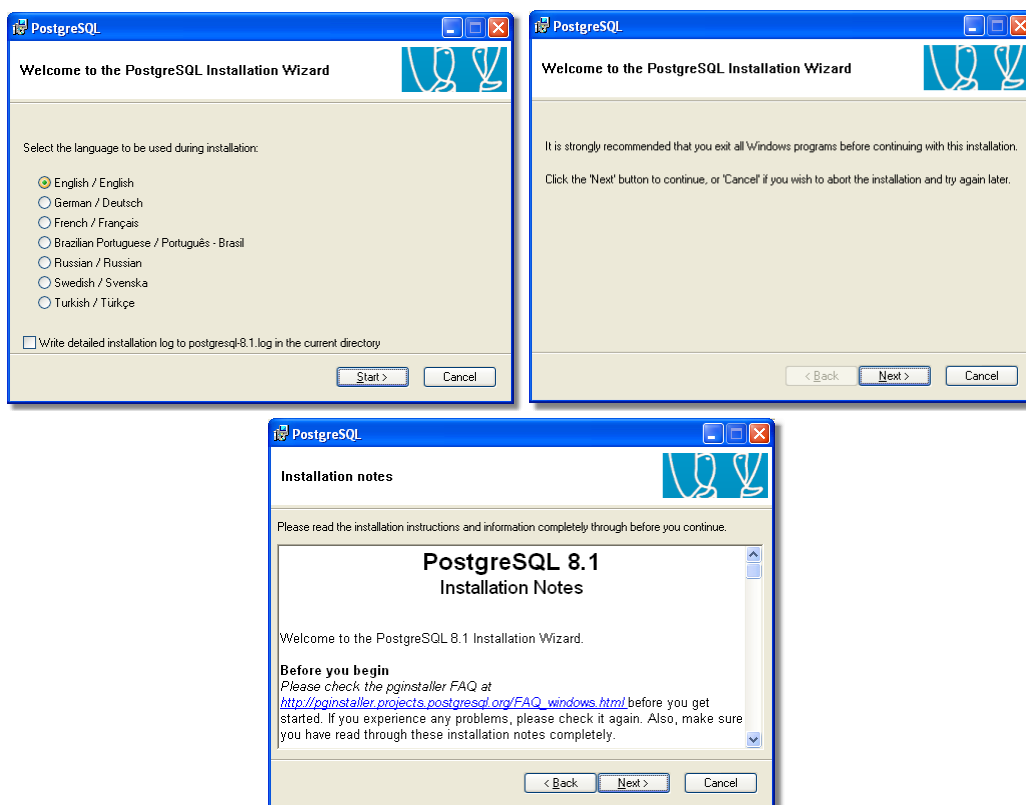 PostgreSQL
Welcome to the PostgreSQL Installation Wizard
Select the language to be used during installation:
English / English
German / Deutsch
French / Français
Brazilian Portuguese / Português - Brasil
Russian / Russian
Swedish / Svenska
Turkish / Türkçe
Write detailed installation log to postgresql-8.1.log in the current directory
Start >
Cancel
PostgreSQL
Welcome to the PostgreSQL Installation Wizard
It is strongly recommended that you exit all Windows programs before continuing with this installation.
Click the 'Next' button to continue, or 'Cancel' if you wish to abort the installation and try again later.
< Back
Next >
Cancel
PostgreSQL
Installation notes
Please read the installation instructions and information completely through before you continue.
PostgreSQL 8.1
Installation Notes
Welcome to the PostgreSQL 8.1 Installation Wizard.
Before you begin
Please check the pginstaller FAQ at
http://pginstaller.projects.postgresql.org/FAQ_windows.html before you get
started. If you experience any problems, please check it again. Also, make sure
you have read through these installation notes completely.
< Back
Next >
Cancel